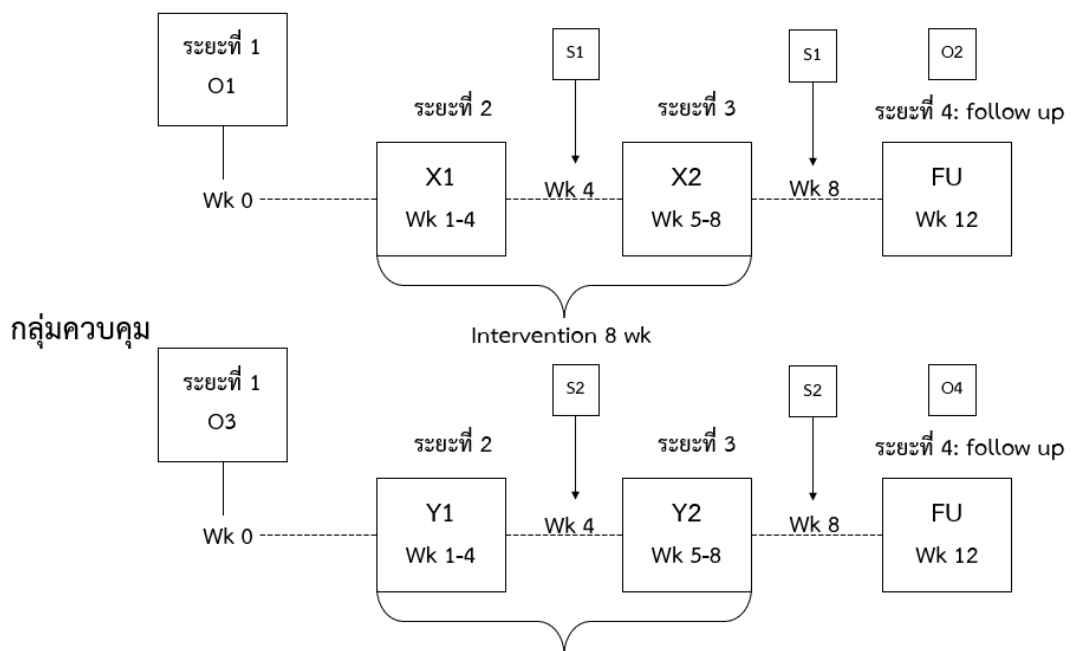 ระยะที่ 1
O1
S1
S1
O2
ระยะที่ 2
ระยะที่ 3
ระยะที่ 4: follow up
Wk 0
X1
Wk 1-4
Wk 4
X2
Wk 5-8
Wk 8
FU
Wk 12
Intervention 8 wk
กลุ่มควบคุม
ระยะที่ 1
O3
S2
S2
O4
ระยะที่ 2
ระยะที่ 3
ระยะที่ 4: follow up
Wk 0
Y1
Wk 1-4
Wk 4
Y2
Wk 5-8
Wk 8
FU
Wk 12